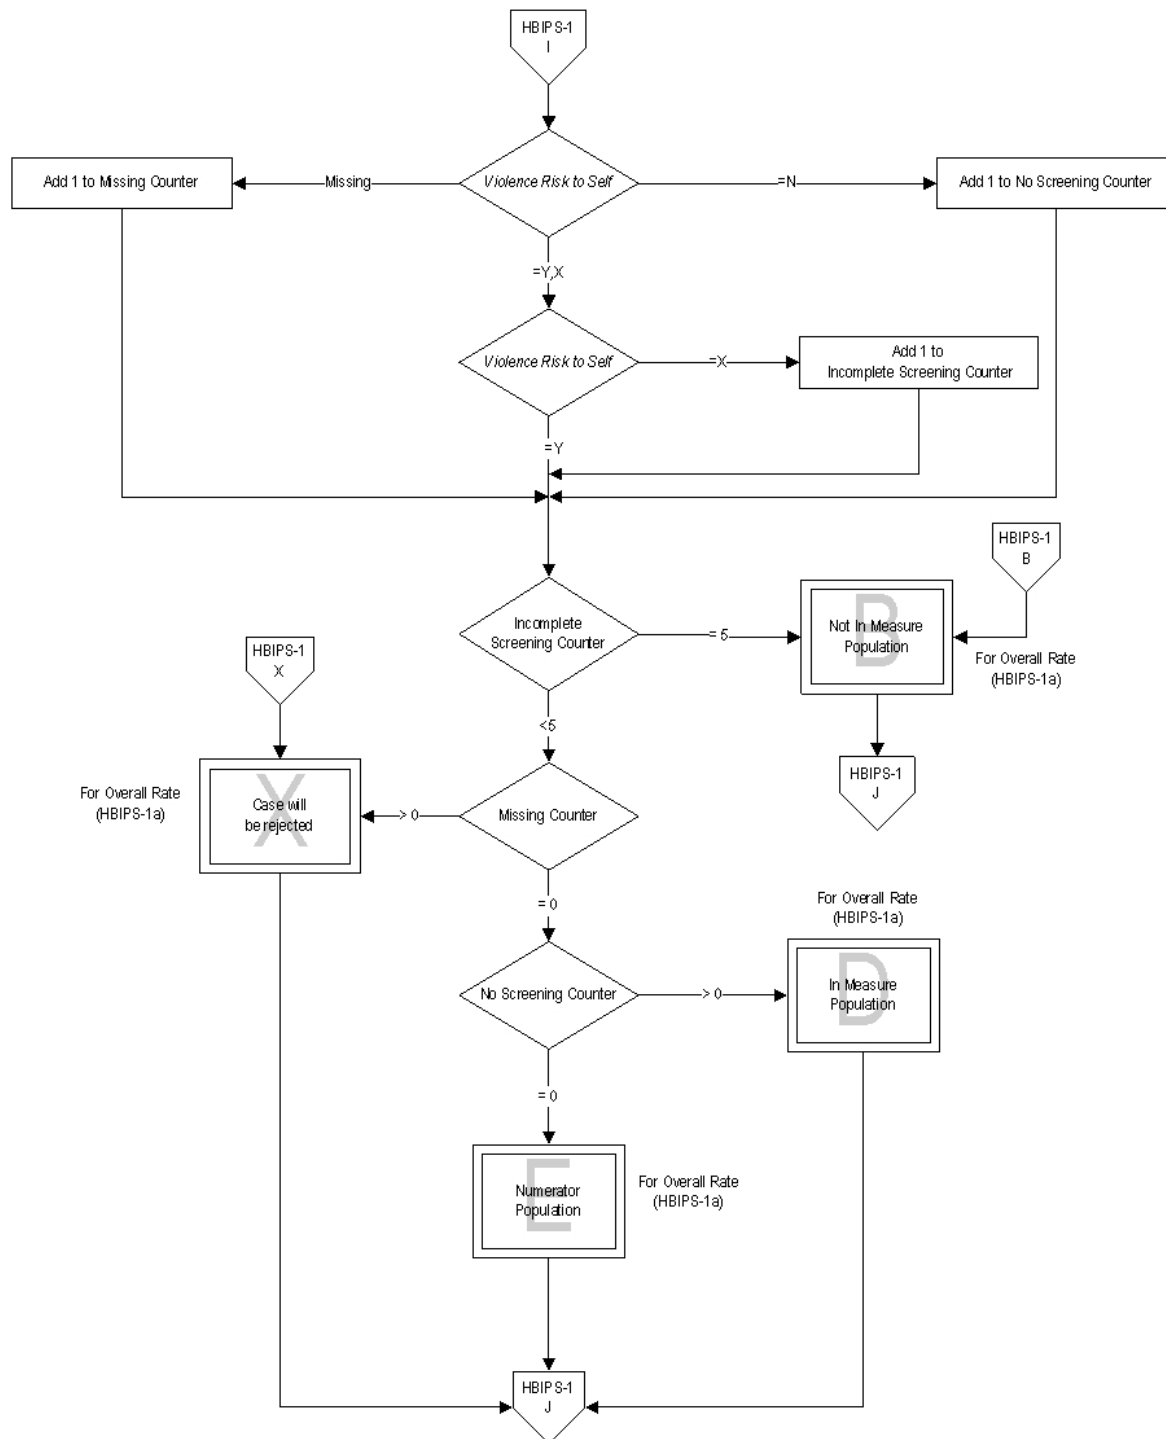 HBIPS-1
I
Add 1 to Missing Counter
Missing
Violence Risk to Self
=N
Add 1 to No Screening Counter
=Y,X
Violence Risk to Self
=X
Add 1 to
Incomplete Screening Counter
=Y
HBIPS-1
B
Incomplete
Screening Counter
= 5
B
Not In Measure
Population
For Overall Rate
(HBIPS-1a)
HBIPS-1
X
<5
HBIPS-1
J
For Overall Rate
(HBIPS-1a)
X
Case will
be rejected
> 0
Missing Counter
= 0
For Overall Rate
(HBIPS-1a)
No Screening Counter
> 0
D
In Measure
Population
= 0
E
Numerator
Population
For Overall Rate
(HBIPS-1a)
HBIPS-1
J